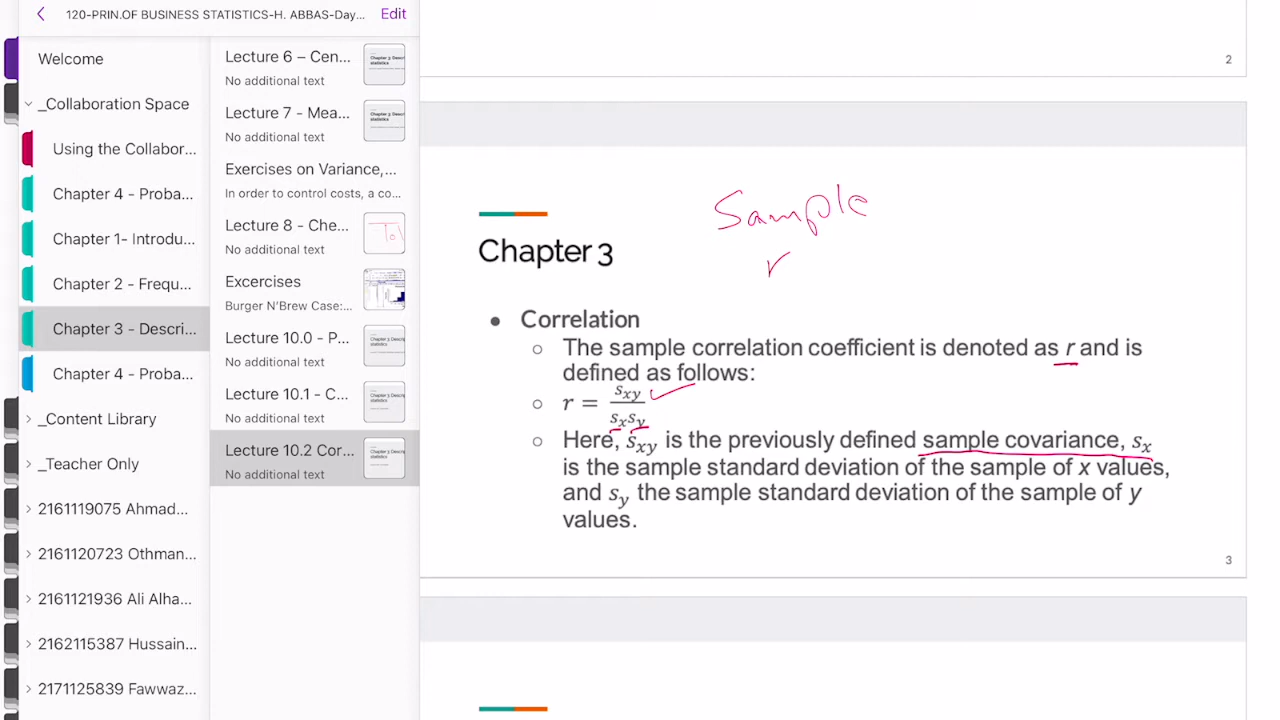 120-PRIN.OF BUSINESS STATISTICS-H. ABBAS-Day...
Edit
Welcome
_Collaboration Space
Using the Collabor...
Chapter 4 - Proba...
Chapter 1- Introdu...
Chapter 2 - Frequ...
Chapter 3 - Descri...
Chapter 4 - Proba...
_Content Library
_Teacher Only
2161119075 Ahmad...
2161120723 Othman...
2161121936 Ali Alha...
2162115387 Hussain...
2171125839 Fawwaz...
Lecture 6 – Cen...
No additional text
Lecture 7 - Mea...
No additional text
Exercises on Variance,...
In order to control costs, a co...
Lecture 8 - Che...
No additional text
Excercises
Burger N'Brew Case:...
Lecture 10.0 - P...
No additional text
Lecture 10.1 - C...
No additional text
Lecture 10.2 Cor...
No additional text
2
Sample
r
Chapter 3
● Correlation
○ The sample correlation coefficient is denoted as r and is
defined as follows:
○ r = s_xy / s_x s_y
○ Here, s_xy is the previously defined sample covariance, s_x
is the sample standard deviation of the sample of x values,
and s_y the sample standard deviation of the sample of y
values.
3